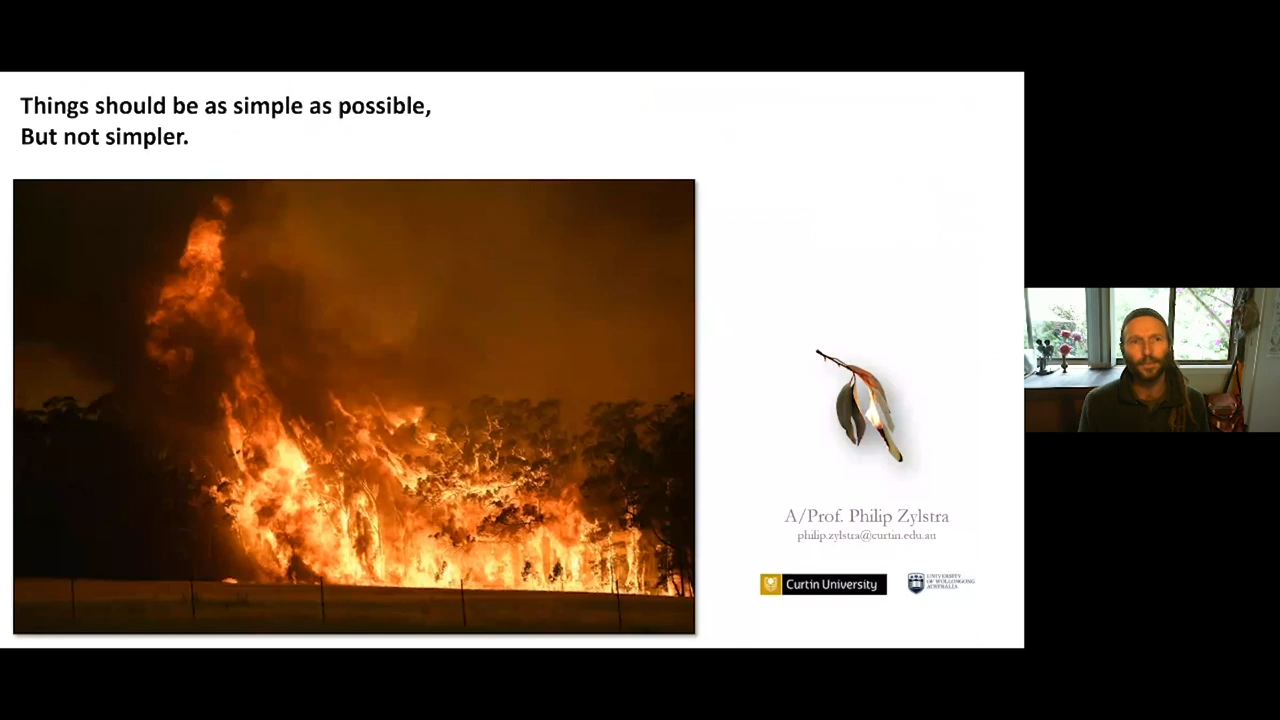 Things should be as simple as possible,
But not simpler.
A/Prof. Philip Zylstra
philip.zylstra@curtin.edu.au
Curtin University
UNIVERSITY
OF WOLLONGONG
AUSTRALIA